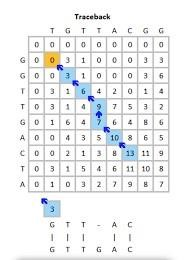 Traceback
T G T T A C G G
0 0 0 0 0 0 0 0 0
G 0 0 3 1 0 0 0 3 3
G 0 0 3 1 0 0 0 3 6
T 0 3 1 6 4 2 0 1 4
T 0 3 1 4 9 7 5 3 2
G 0 1 6 4 7 6 4 8 6
A 0 0 4 3 5 10 8 6 5
C 0 0 2 1 3 8 13 11 9
T 0 3 1 5 4 6 11 10 8
A 0 1 0 3 2 7 9 8 7
3
G T T - A C
| | | | |
G T T G A C